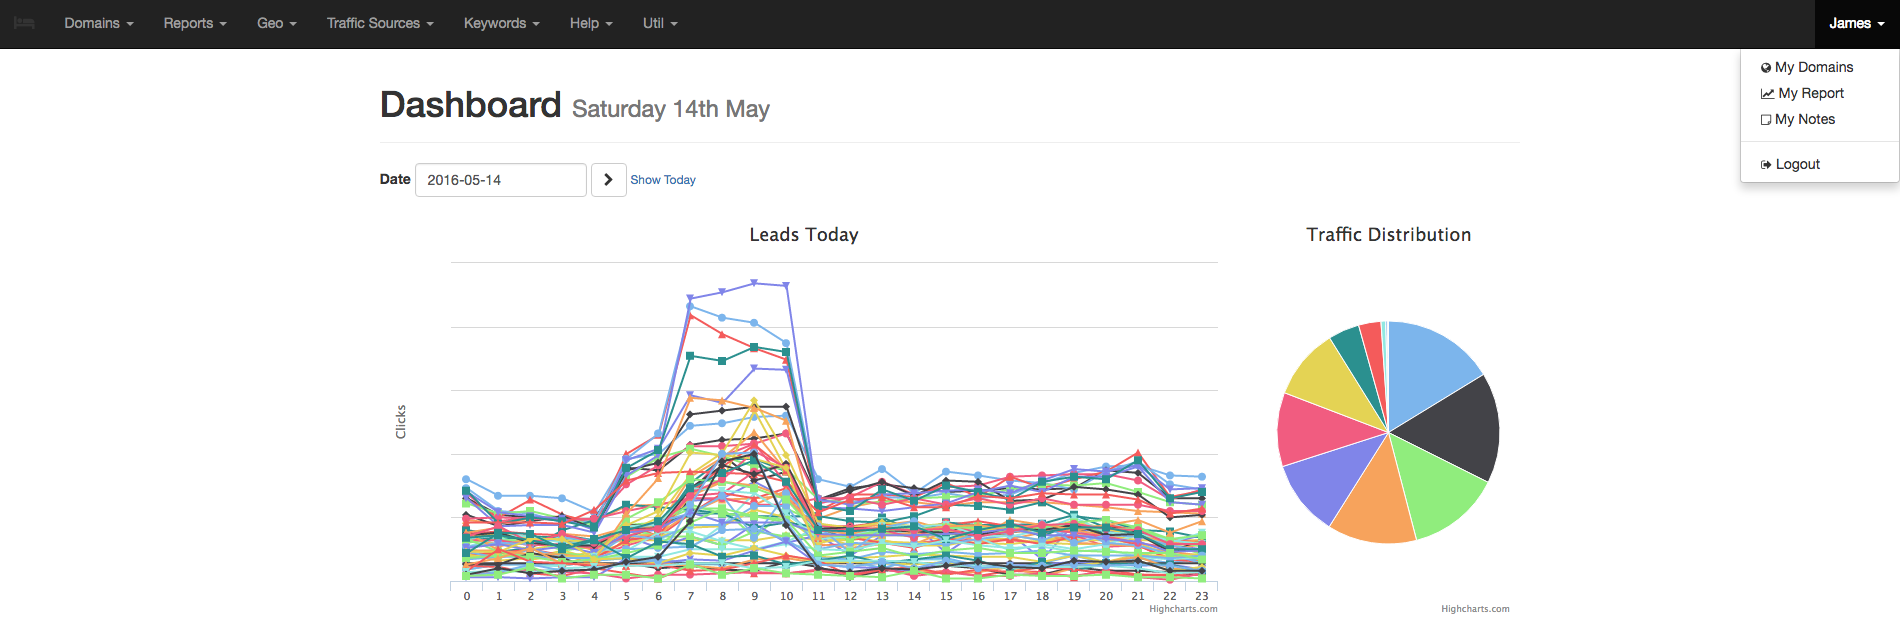 Domains Reports Geo Traffic Sources Keywords Help Util James
My Domains
My Report
My Notes
Logout
Dashboard Saturday 14th May
Date 2016-05-14 Show Today
Leads Today
Clicks
0 1 2 3 4 5 6 7 8 9 10 11 12 13 14 15 16 17 18 19 20 21 22 23
Highcharts.com
Traffic Distribution
Highcharts.com